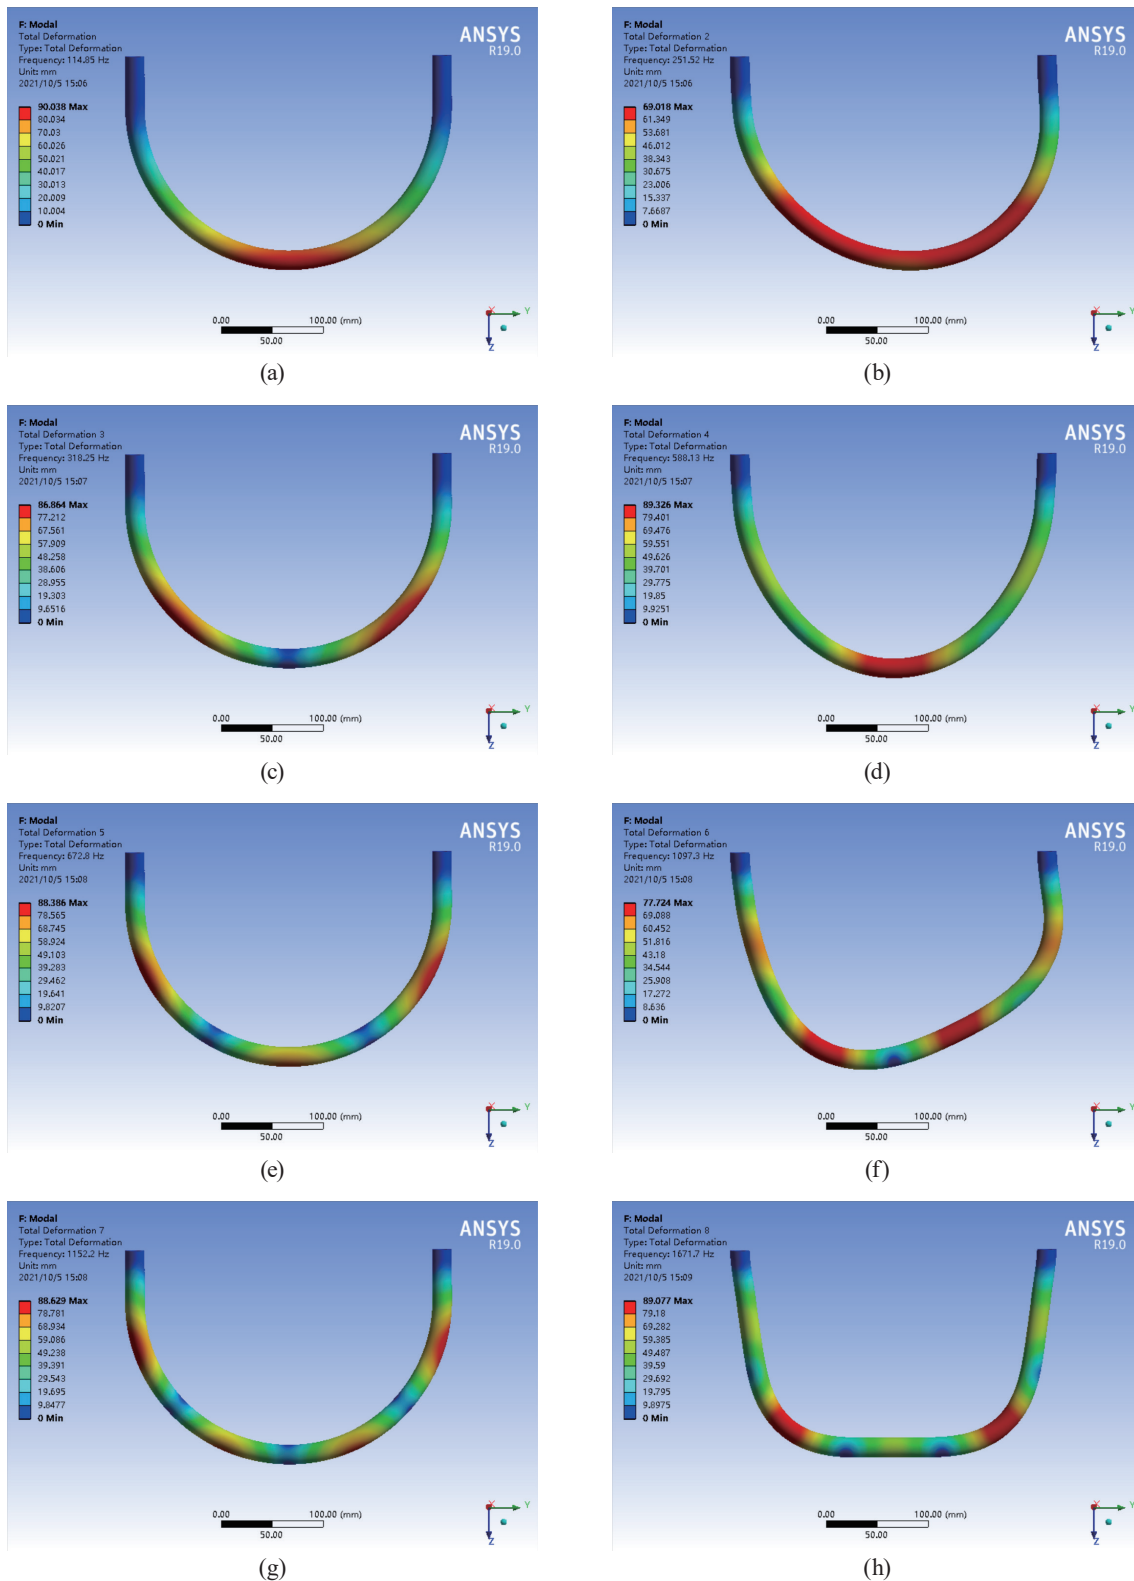 F: Modal
Total Deformation
Type: Total Deformation
Frequency: 114.85 Hz
Unit: mm
2021/10/5 15:06
ANSYS
R19.0
90.038 Max
80.034
70.03
60.026
50.021
40.017
30.013
20.009
10.004
0 Min
0.00
100.00 (mm)
50.00
X
Y
Z
(a)
F: Modal
Total Deformation 2
Type: Total Deformation
Frequency: 251.52 Hz
Unit: mm
2021/10/5 15:06
ANSYS
R19.0
69.018 Max
61.349
53.681
46.012
38.343
30.675
23.006
15.337
7.6687
0 Min
0.00
100.00 (mm)
50.00
X
Y
Z
(b)
F: Modal
Total Deformation 3
Type: Total Deformation
Frequency: 318.25 Hz
Unit: mm
2021/10/5 15:07
ANSYS
R19.0
86.864 Max
77.212
67.561
57.909
48.258
38.606
28.955
19.303
9.6516
0 Min
0.00
100.00 (mm)
50.00
X
Y
Z
(c)
F: Modal
Total Deformation 4
Type: Total Deformation
Frequency: 588.13 Hz
Unit: mm
2021/10/5 15:07
ANSYS
R19.0
89.326 Max
79.401
69.476
59.551
49.626
39.701
29.775
19.85
9.9251
0 Min
0.00
100.00 (mm)
50.00
X
Y
Z
(d)
F: Modal
Total Deformation 5
Type: Total Deformation
Frequency: 672.8 Hz
Unit: mm
2021/10/5 15:08
ANSYS
R19.0
88.386 Max
78.565
68.745
58.924
49.103
39.283
29.462
19.641
9.8207
0 Min
0.00
100.00 (mm)
50.00
X
Y
Z
(e)
F: Modal
Total Deformation 6
Type: Total Deformation
Frequency: 1097.3 Hz
Unit: mm
2021/10/5 15:08
ANSYS
R19.0
77.724 Max
69.088
60.452
51.816
43.18
34.544
25.908
17.272
8.636
0 Min
0.00
100.00 (mm)
50.00
X
Y
Z
(f)
F: Modal
Total Deformation 7
Type: Total Deformation
Frequency: 1152.2 Hz
Unit: mm
2021/10/5 15:08
ANSYS
R19.0
88.629 Max
78.781
68.934
59.086
49.238
39.391
29.543
19.695
9.8477
0 Min
0.00
100.00 (mm)
50.00
X
Y
Z
(g)
F: Modal
Total Deformation 8
Type: Total Deformation
Frequency: 1671.7 Hz
Unit: mm
2021/10/5 15:09
ANSYS
R19.0
89.077 Max
79.18
69.282
59.385
49.487
39.59
29.692
19.795
9.8975
0 Min
0.00
100.00 (mm)
50.00
X
Y
Z
(h)